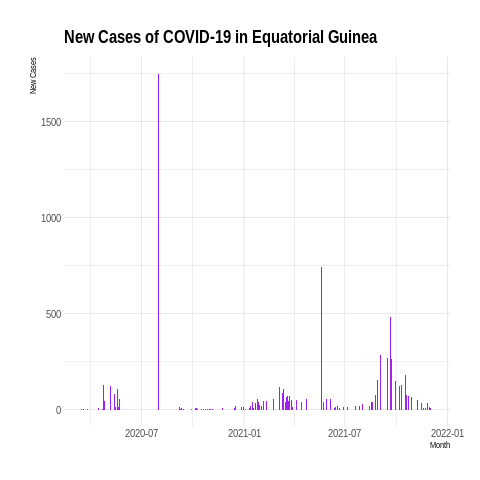 New Cases of COVID-19 in Equatorial Guinea
New Cases
1500
1000
500
0
2020-07
2021-01
2021-07
2022-01
Month